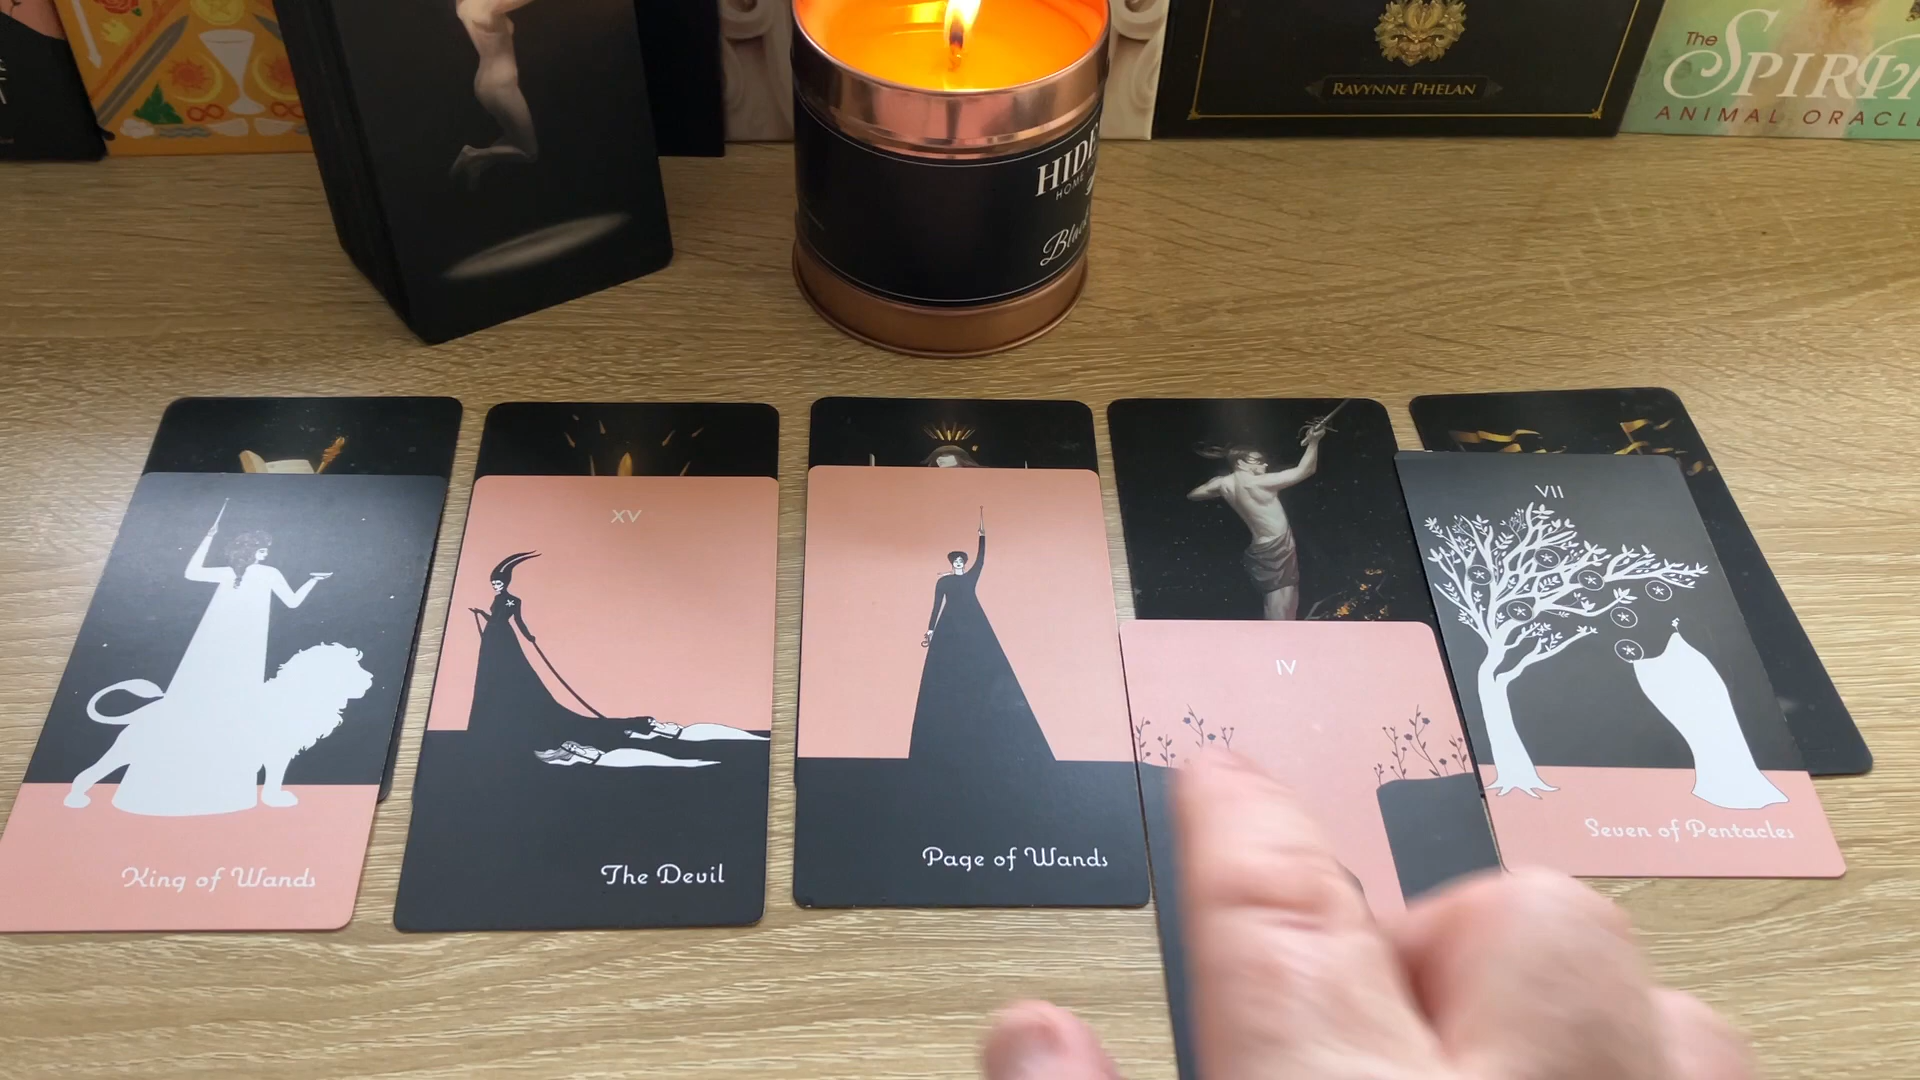 RAVYNNE PHELAN
The
SPIRIT
ANIMAL ORACLE
HIDE
HOME
Black
XV
IV
VII
King of Wands
The Devil
Page of Wands
Seven of Pentacles